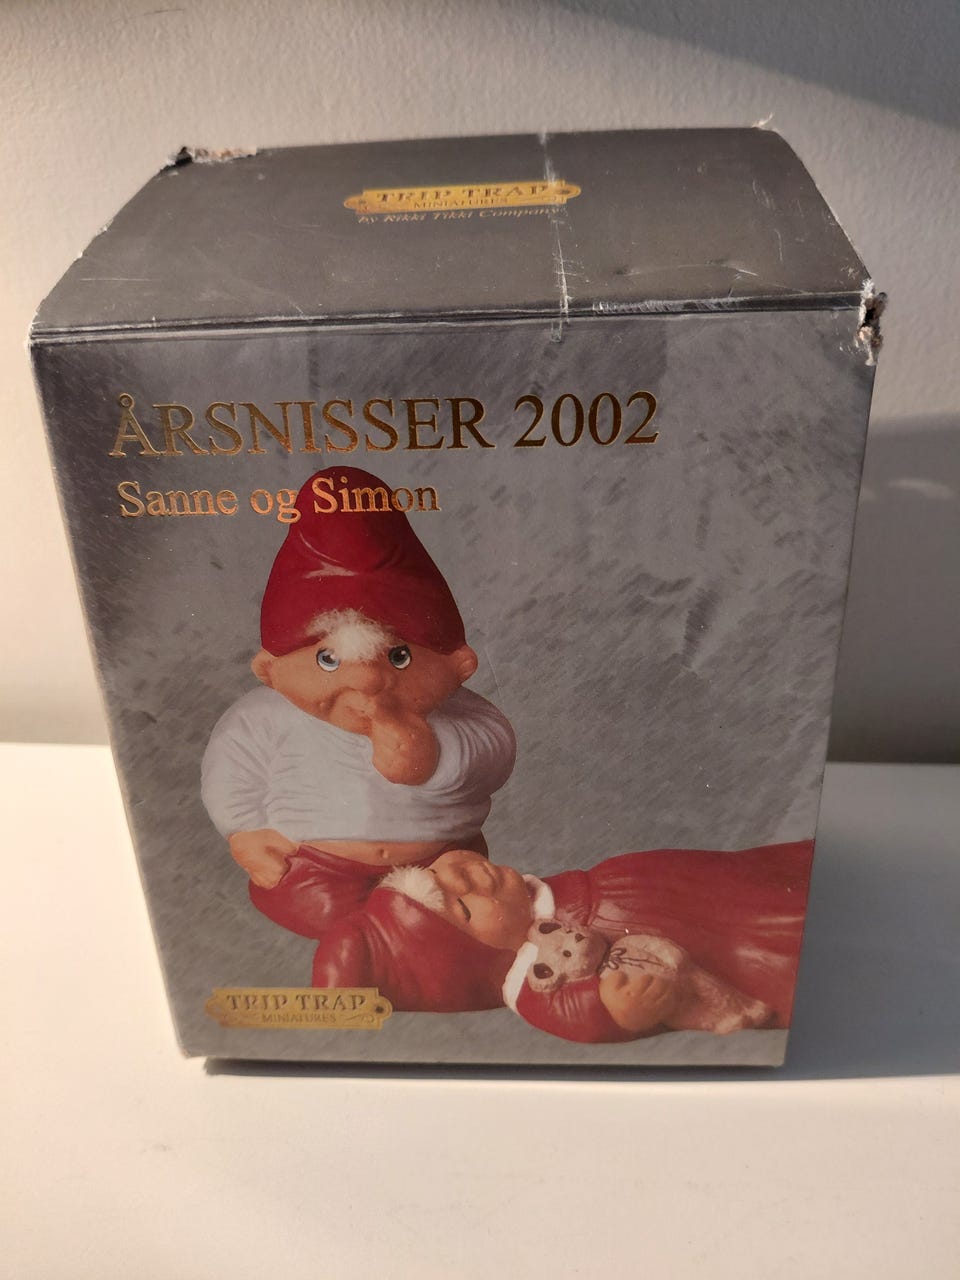 TRIP TRAP
MINIATURES
by Rikki Tikki Company
ÅRSNISSER 2002
Sanne og Simon
TRIP TRAP
MINIATURES